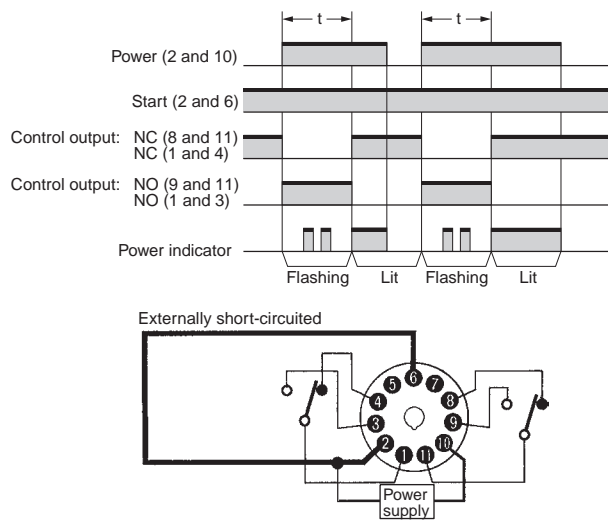 t
t
Power (2 and 10)
Start (2 and 6)
Control output: NC (8 and 11)
NC (1 and 4)
Control output: NO (9 and 11)
NO (1 and 3)
Power indicator
Flashing
Lit
Flashing
Lit
Externally short-circuited
6
5
7
4
8
3
9
2
10
1
11
Power
supply